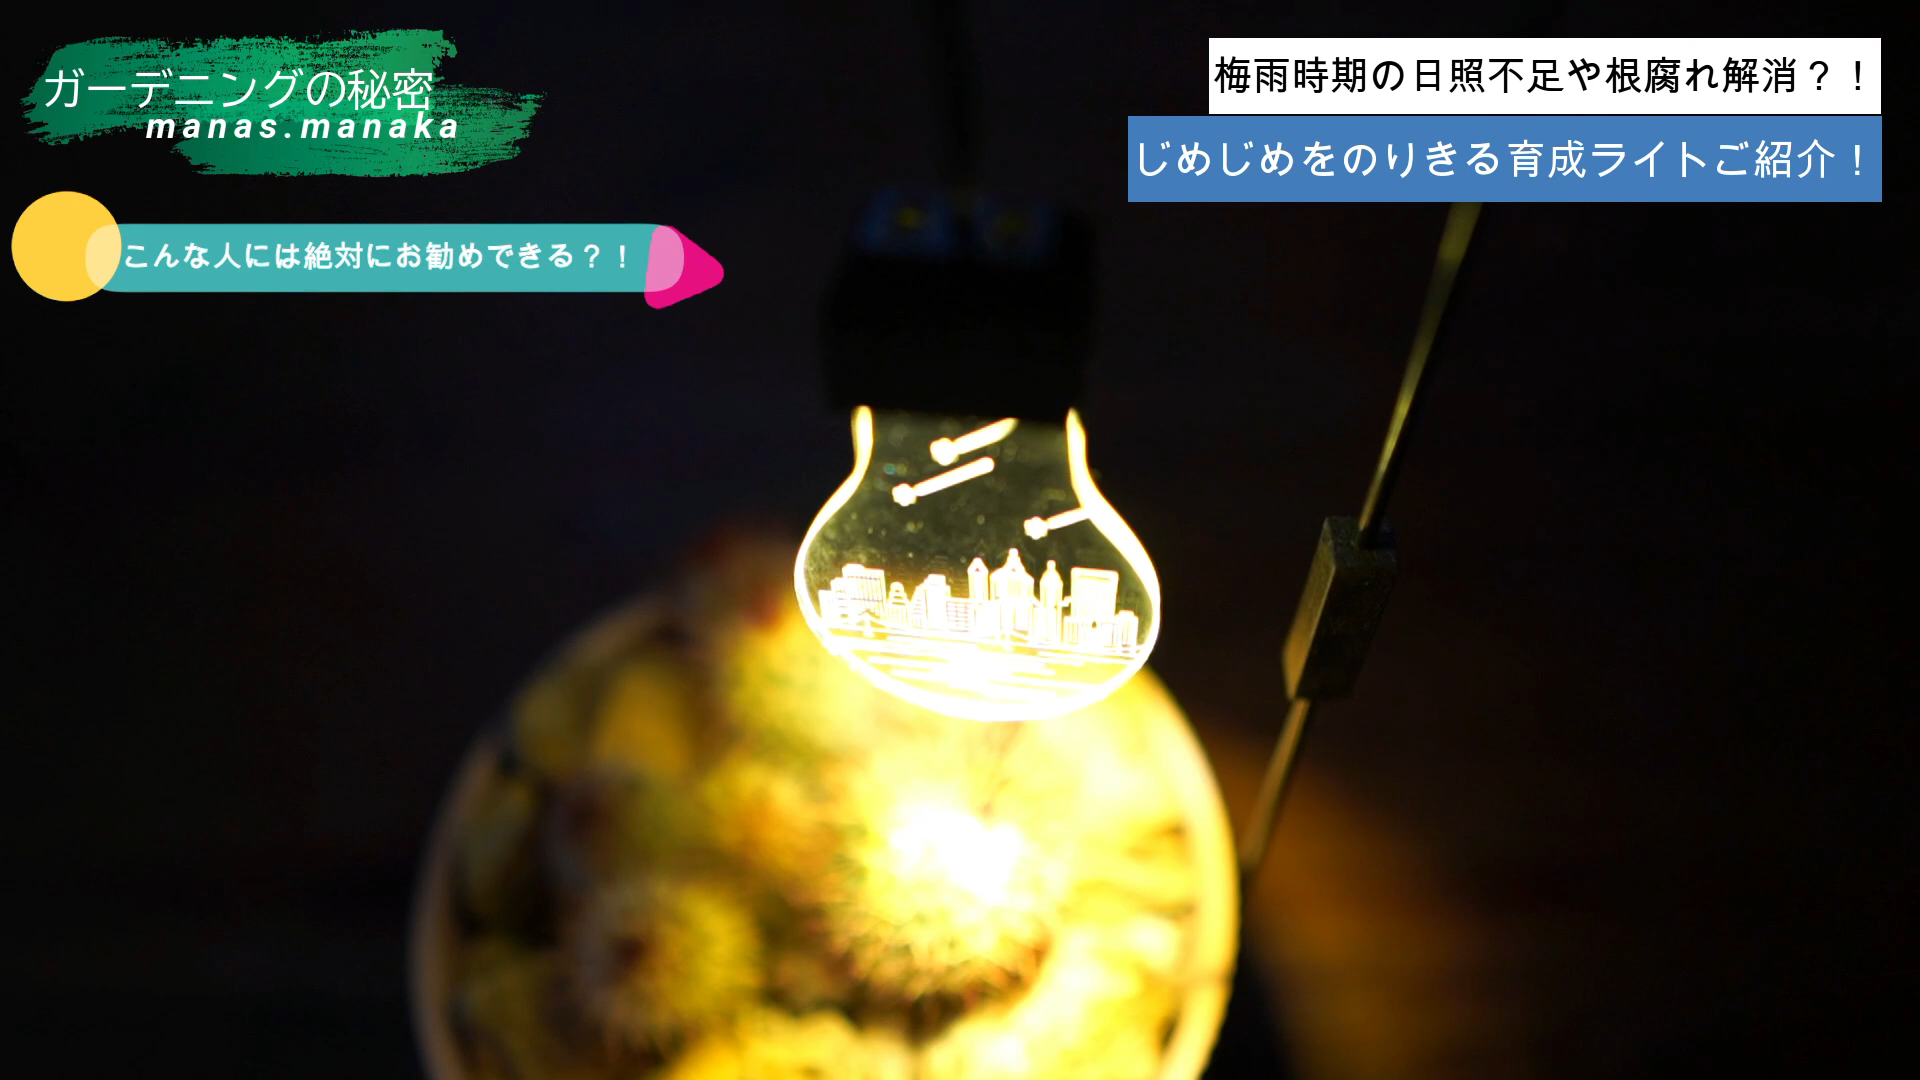 ガーデニングの秘密
manas.manaka
こんな人には絶対にお勧めできる？！
梅雨時期の日照不足や根腐れ解消？！
じめじめをのりきる育成ライトご紹介！